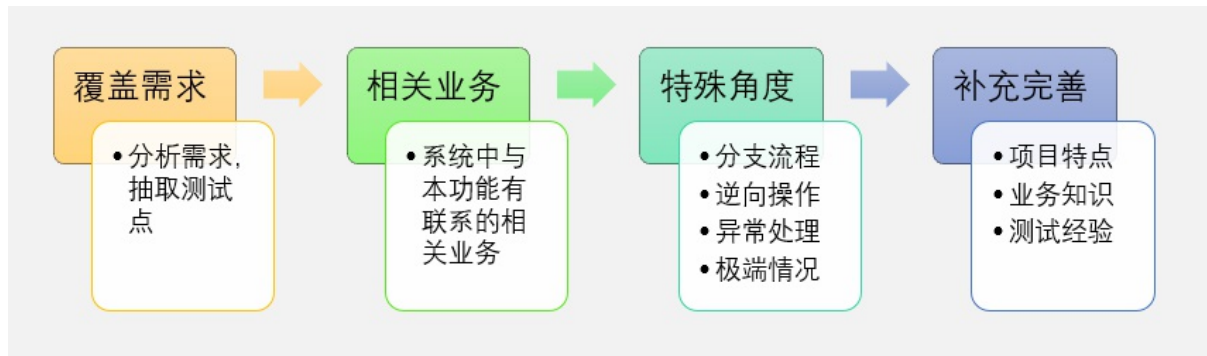 覆盖需求
• 分析需求,
抽取测试
点
相关业务
• 系统中与
本功能有
联系的相
关业务
特殊角度
• 分支流程
• 逆向操作
• 异常处理
• 极端情况
补充完善
• 项目特点
• 业务知识
• 测试经验